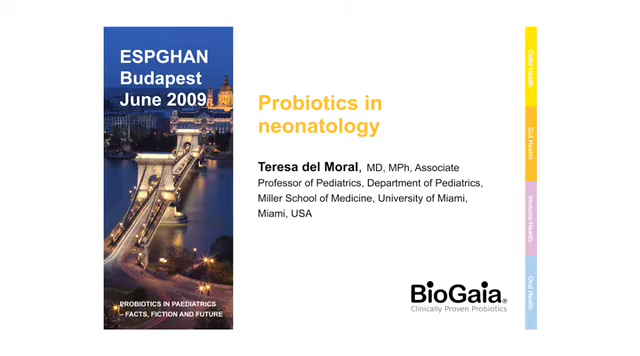 ESPGHAN
Budapest
June 2009
Probiotics in
neonatology
Teresa del Moral, MD, MPh, Associate
Professor of Pediatrics, Department of Pediatrics,
Miller School of Medicine, University of Miami,
Miami, USA
PROBIOTICS IN PAEDIATRICS
– FACTS, FICTION AND FUTURE
BioGaia®
Clinically Proven Probiotics
Child Health
Gut Health
Immune Health
Oral Health